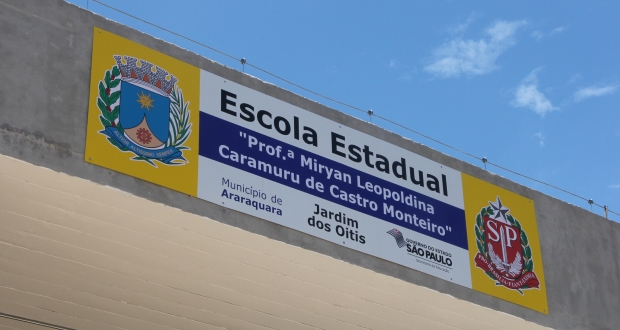 Escola Estadual
"Prof.ª Miryan Leopoldina
Caramuru de Castro Monteiro"
Município de
Araraquara
Jardim
dos Oitis
GOVERNO DO ESTADO
SÃO PAULO
SP